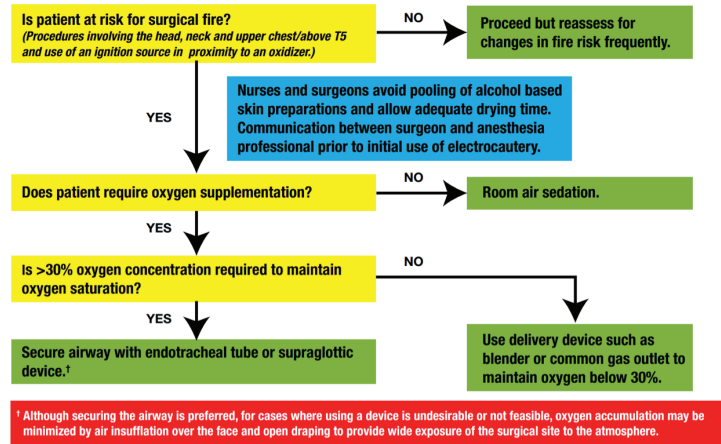 Is patient at risk for surgical fire?
(Procedures involving the head, neck and upper chest/above T5
and use of an ignition source in proximity to an oxidizer.)
NO
Proceed but reassess for
changes in fire risk frequently.
YES
Nurses and surgeons avoid pooling of alcohol based
skin preparations and allow adequate drying time.
Communication between surgeon and anesthesia
professional prior to initial use of electrocautery.
Does patient require oxygen supplementation?
NO
Room air sedation.
YES
Is >30% oxygen concentration required to maintain
oxygen saturation?
NO
YES
Secure airway with endotracheal tube or supraglottic
device.†
Use delivery device such as
blender or common gas outlet to
maintain oxygen below 30%.
† Although securing the airway is preferred, for cases where using a device is undesirable or not feasible, oxygen accumulation may be
minimized by air insufflation over the face and open draping to provide wide exposure of the surgical site to the atmosphere.